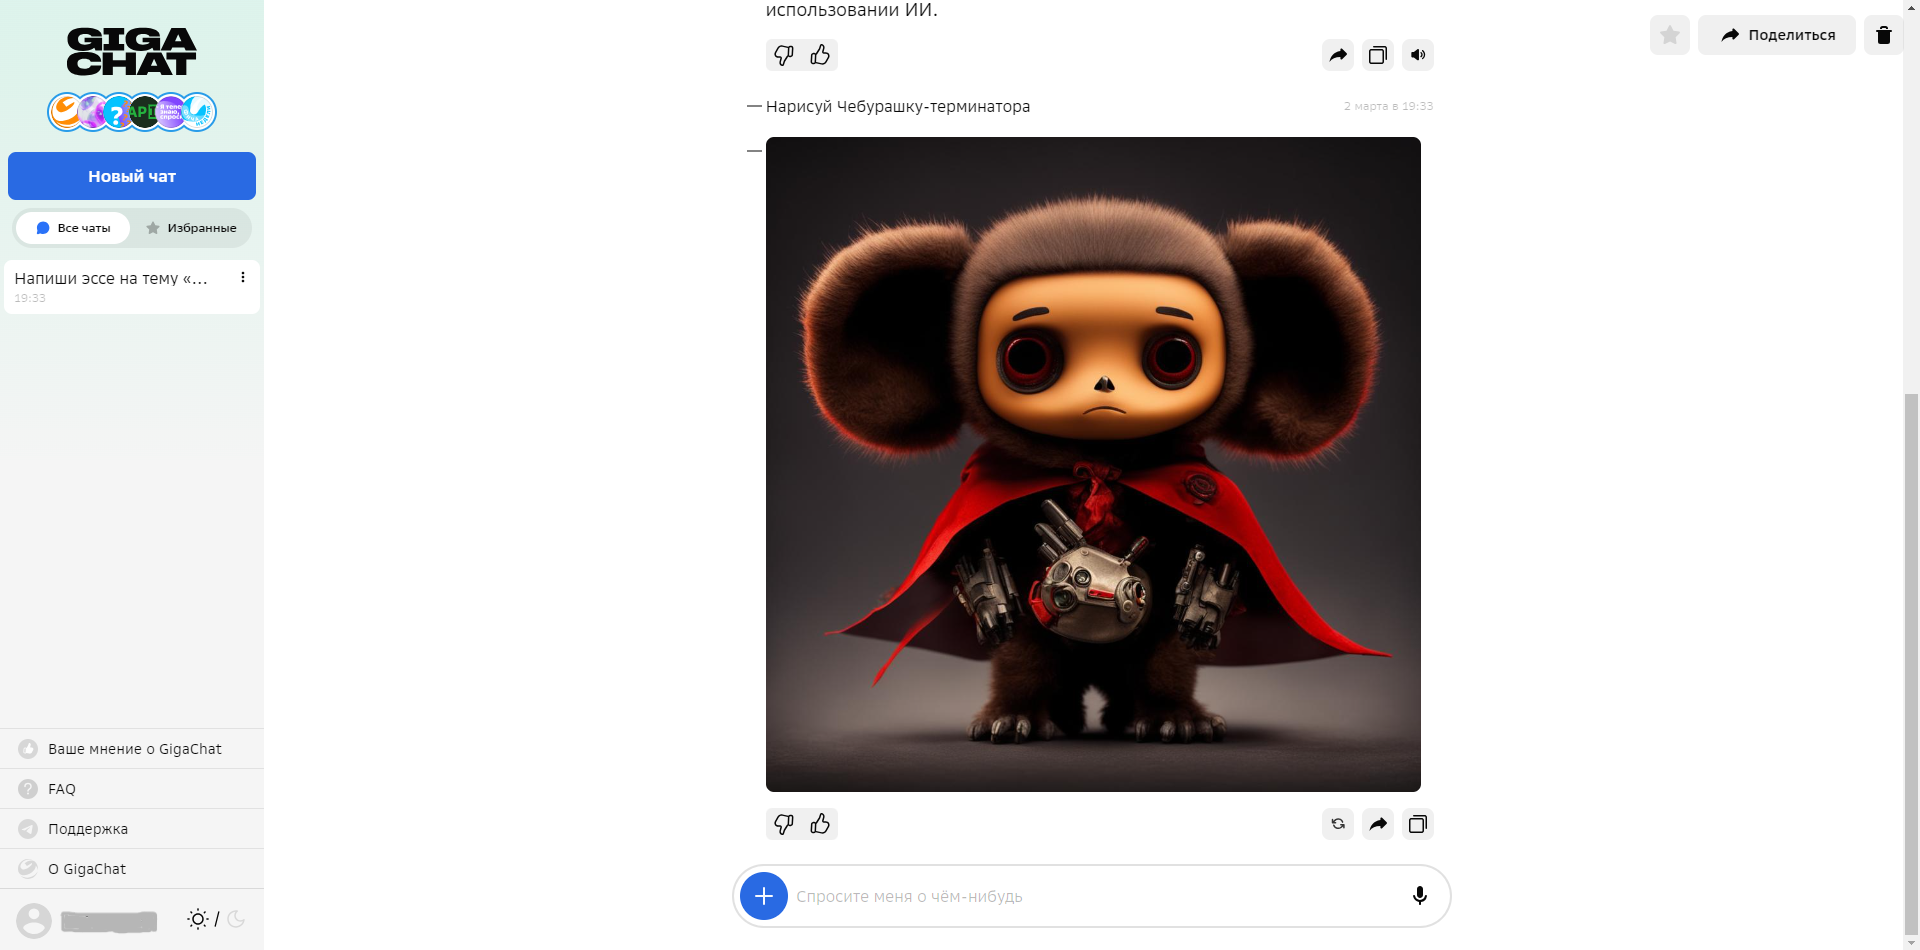 GIGA
CHAT
Новый чат
Все чаты
Избранные
Напиши эссе на тему «...
19:33
Ваше мнение о GigaChat
FAQ
Поддержка
О GigaChat
/
использовании ИИ.
Поделиться
— Нарисуй Чебурашку-терминатора
2 марта в 19:33
—
Спросите меня о чём-нибудь